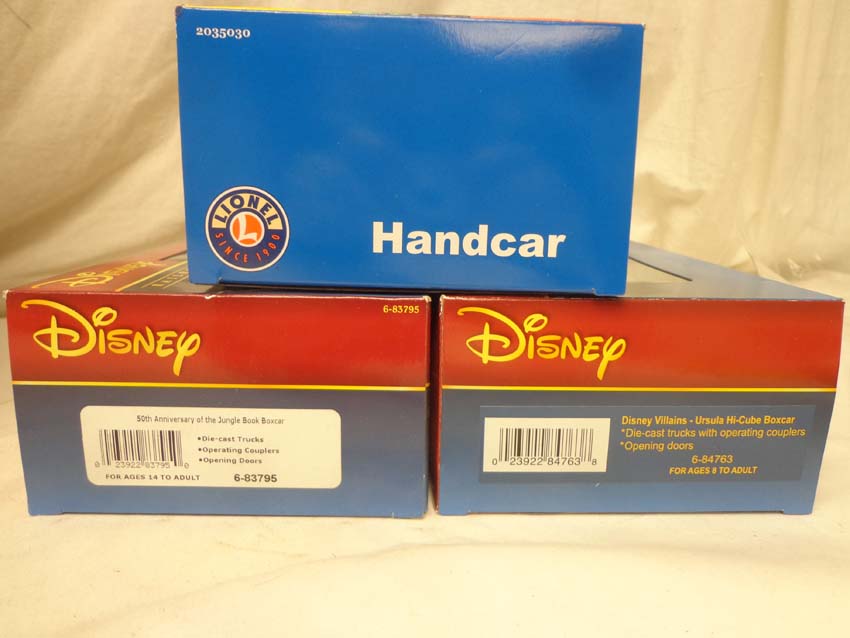 2035030
LIONEL
L
SINCE 1900
Handcar
Disney
6-83795
50th Anniversary of the Jungle Book Boxcar
•Die-cast Trucks
•Operating Couplers
•Opening Doors
0 23922 83795 0
FOR AGES 14 TO ADULT 6-83795
Disney
Disney Villains - Ursula Hi-Cube Boxcar
*Die-cast trucks with operating couplers
*Opening doors
0 23922 84763 8
6-84763
FOR AGES 8 TO ADULT
Disney